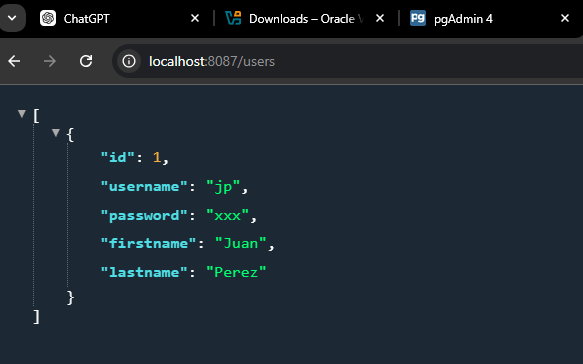 ChatGPT
Downloads – Oracle
pgAdmin 4
localhost:8087/users
[
{
"id": 1,
"username": "jp",
"password": "xxx",
"firstname": "Juan",
"lastname": "Perez"
}
]